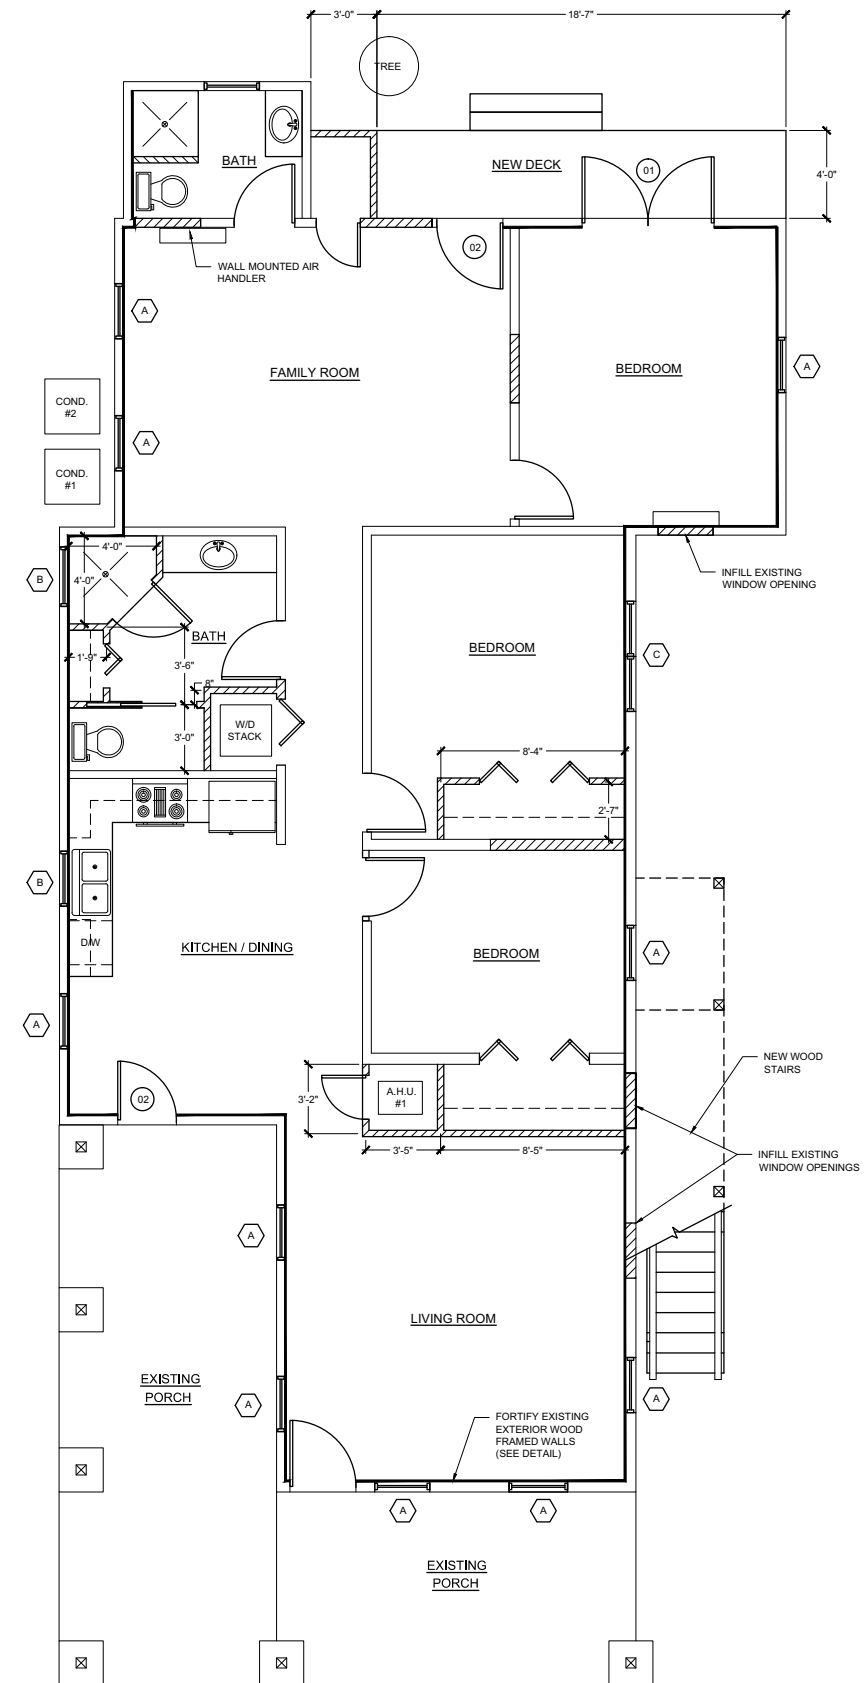 3'-0"
18'-7"
TREE
BATH
NEW DECK
01
4'-0"
02
WALL MOUNTED AIR
HANDLER
A
FAMILY ROOM
BEDROOM
A
COND.
#2
A
COND.
#1
4'-0"
B
4'-0"
INFILL EXISTING
WINDOW OPENING
BATH
BEDROOM
C
1'-9"
3'-6"
8"
W/D
STACK
3'-0"
8'-4"
2'-7"
B
D/W
KITCHEN / DINING
BEDROOM
A
A
02
3'-2"
A.H.U.
#1
NEW WOOD
STAIRS
3'-5"
8'-5"
INFILL EXISTING
WINDOW OPENINGS
A
LIVING ROOM
EXISTING
PORCH
A
A
FORTIFY EXISTING
EXTERIOR WOOD
FRAMED WALLS
(SEE DETAIL)
A
A
EXISTING
PORCH